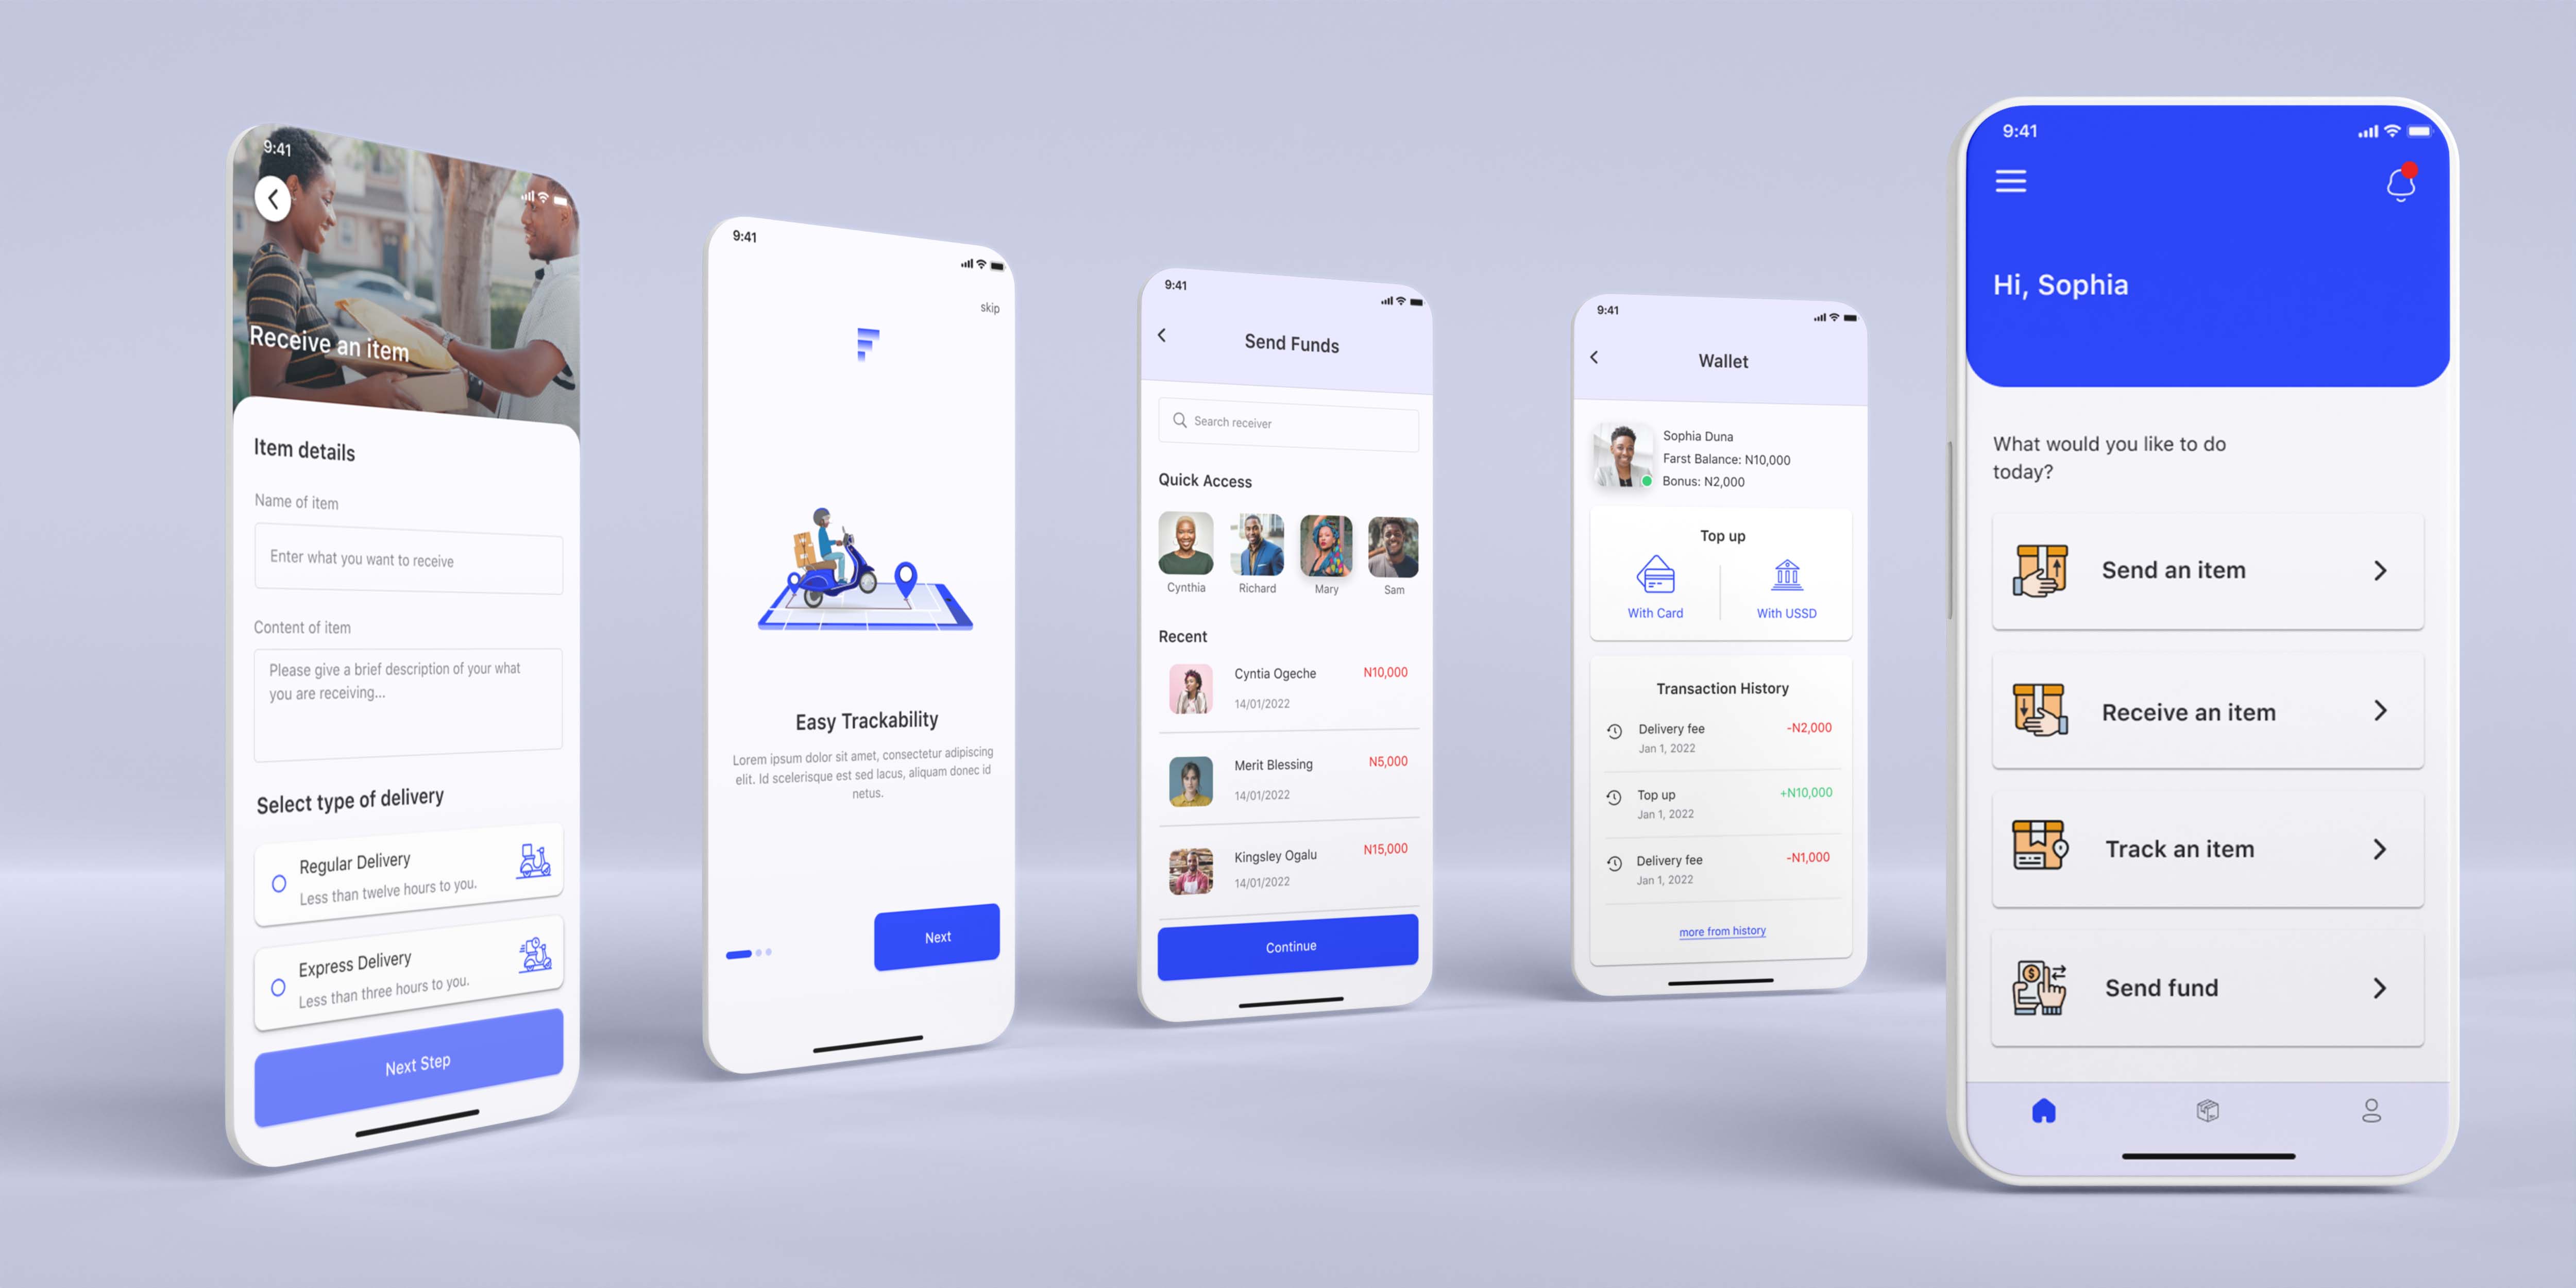 9:41
Receive an item
Item details
Name of item
Enter what you want to receive
Content of item
Please give a brief description of your what
you are receiving...
Select type of delivery
Regular Delivery
Less than twelve hours to you.
Express Delivery
Less than three hours to you.
Next Step
9:41
skip
F
Easy Trackability
Lorem ipsum dolor sit amet, consectetur adipiscing
elit. Id scelerisque est sed lacus, aliquam donec id
netus.
Next
9:41
Send Funds
Search receiver
Quick Access
Cynthia
Richard
Mary
Sam
Recent
Cyntia Ogeche
N10,000
14/01/2022
Merit Blessing
N5,000
14/01/2022
Kingsley Ogalu
N15,000
14/01/2022
Continue
9:41
Wallet
Sophia Duna
Farst Balance: N10,000
Bonus: N2,000
Top up
With Card
With USSD
Transaction History
Delivery fee
-N2,000
Jan 1, 2022
Top up
+N10,000
Jan 1, 2022
Delivery fee
-N1,000
Jan 1, 2022
more from history
9:41
Hi, Sophia
What would you like to do
today?
Send an item
Receive an item
Track an item
Send fund